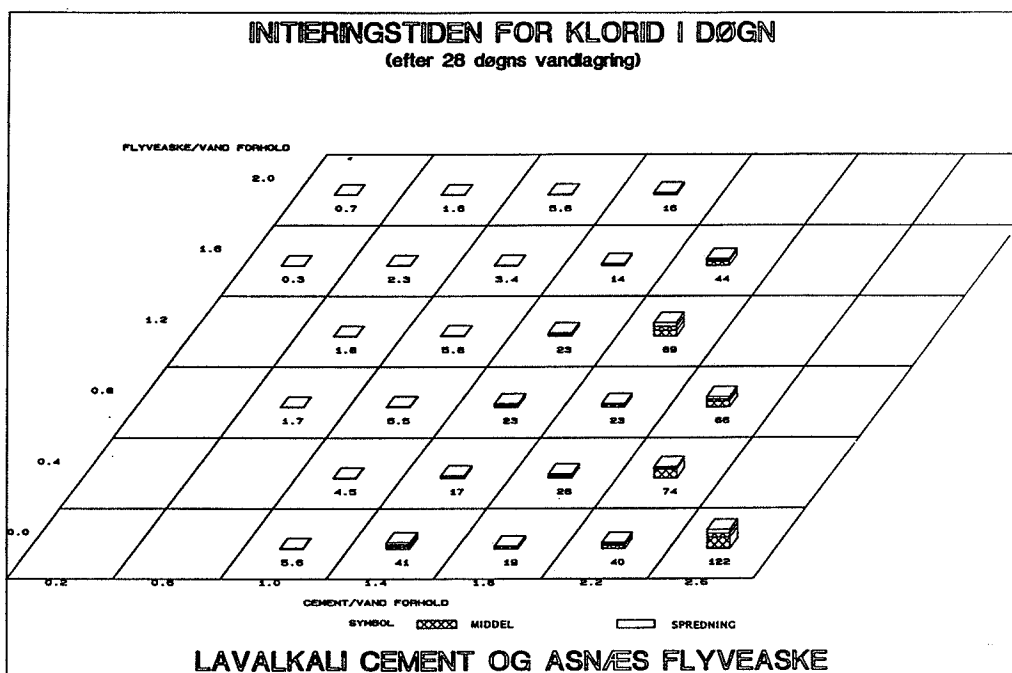 INITIERINGSTIDEN FOR KLORID I DØGN
(efter 28 døgns vandlagring)
FLYVEASKE/VAND FORHOLD
2.0
0.7 1.6 5.6 16
1.6
0.3 2.3 3.4 14 44
1.2
1.6 5.6 23 69
0.8
1.7 6.5 23 23 66
0.4
4.5 17 26 74
0.0
5.6 41 19 40 122
0.2 0.6 1.0 1.4 1.8 2.2 2.6
CEMENT/VAND FORHOLD
SYMBOL MIDDEL SPREDNING
LAVALKALI CEMENT OG ASNÆS FLYVEASKE